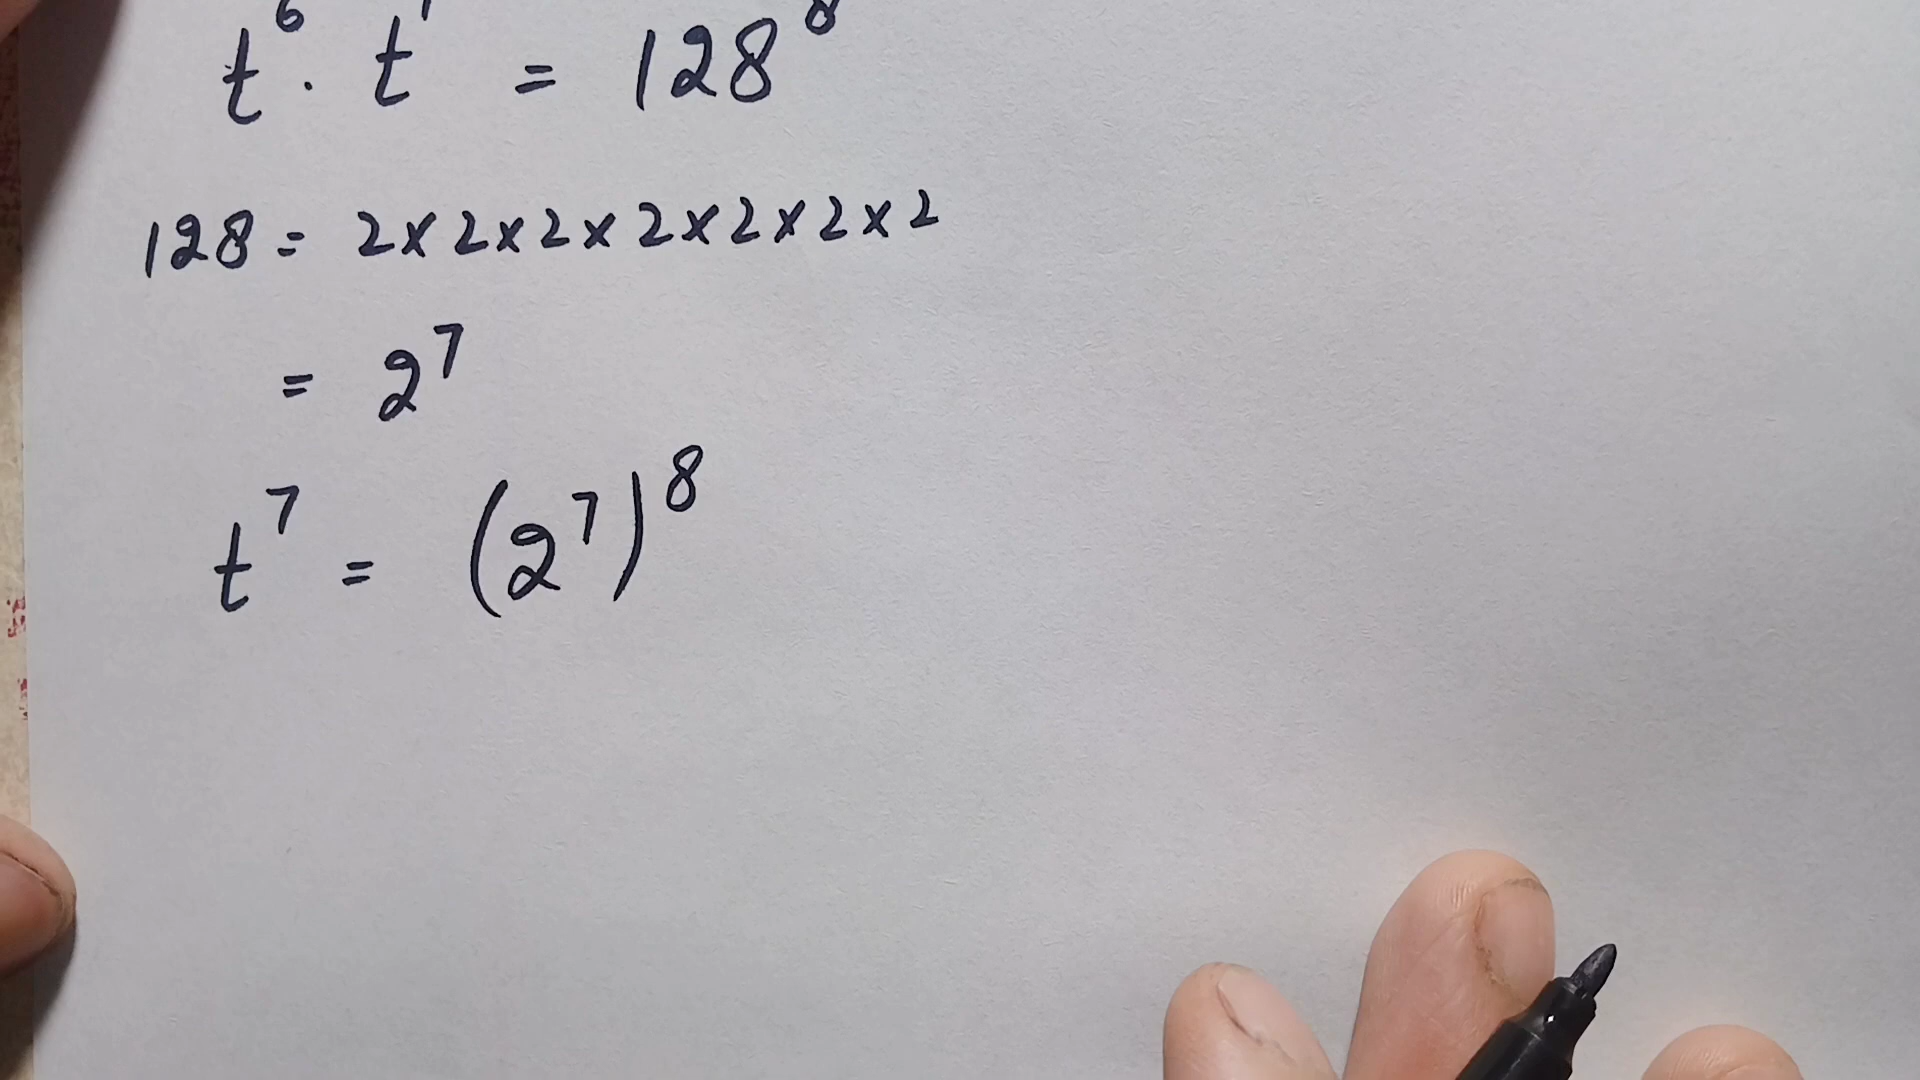 t⁶ · t¹ = 128⁸
128 = 2 × 2 × 2 × 2 × 2 × 2 × 2
= 2⁷
t⁷ = (2⁷)⁸